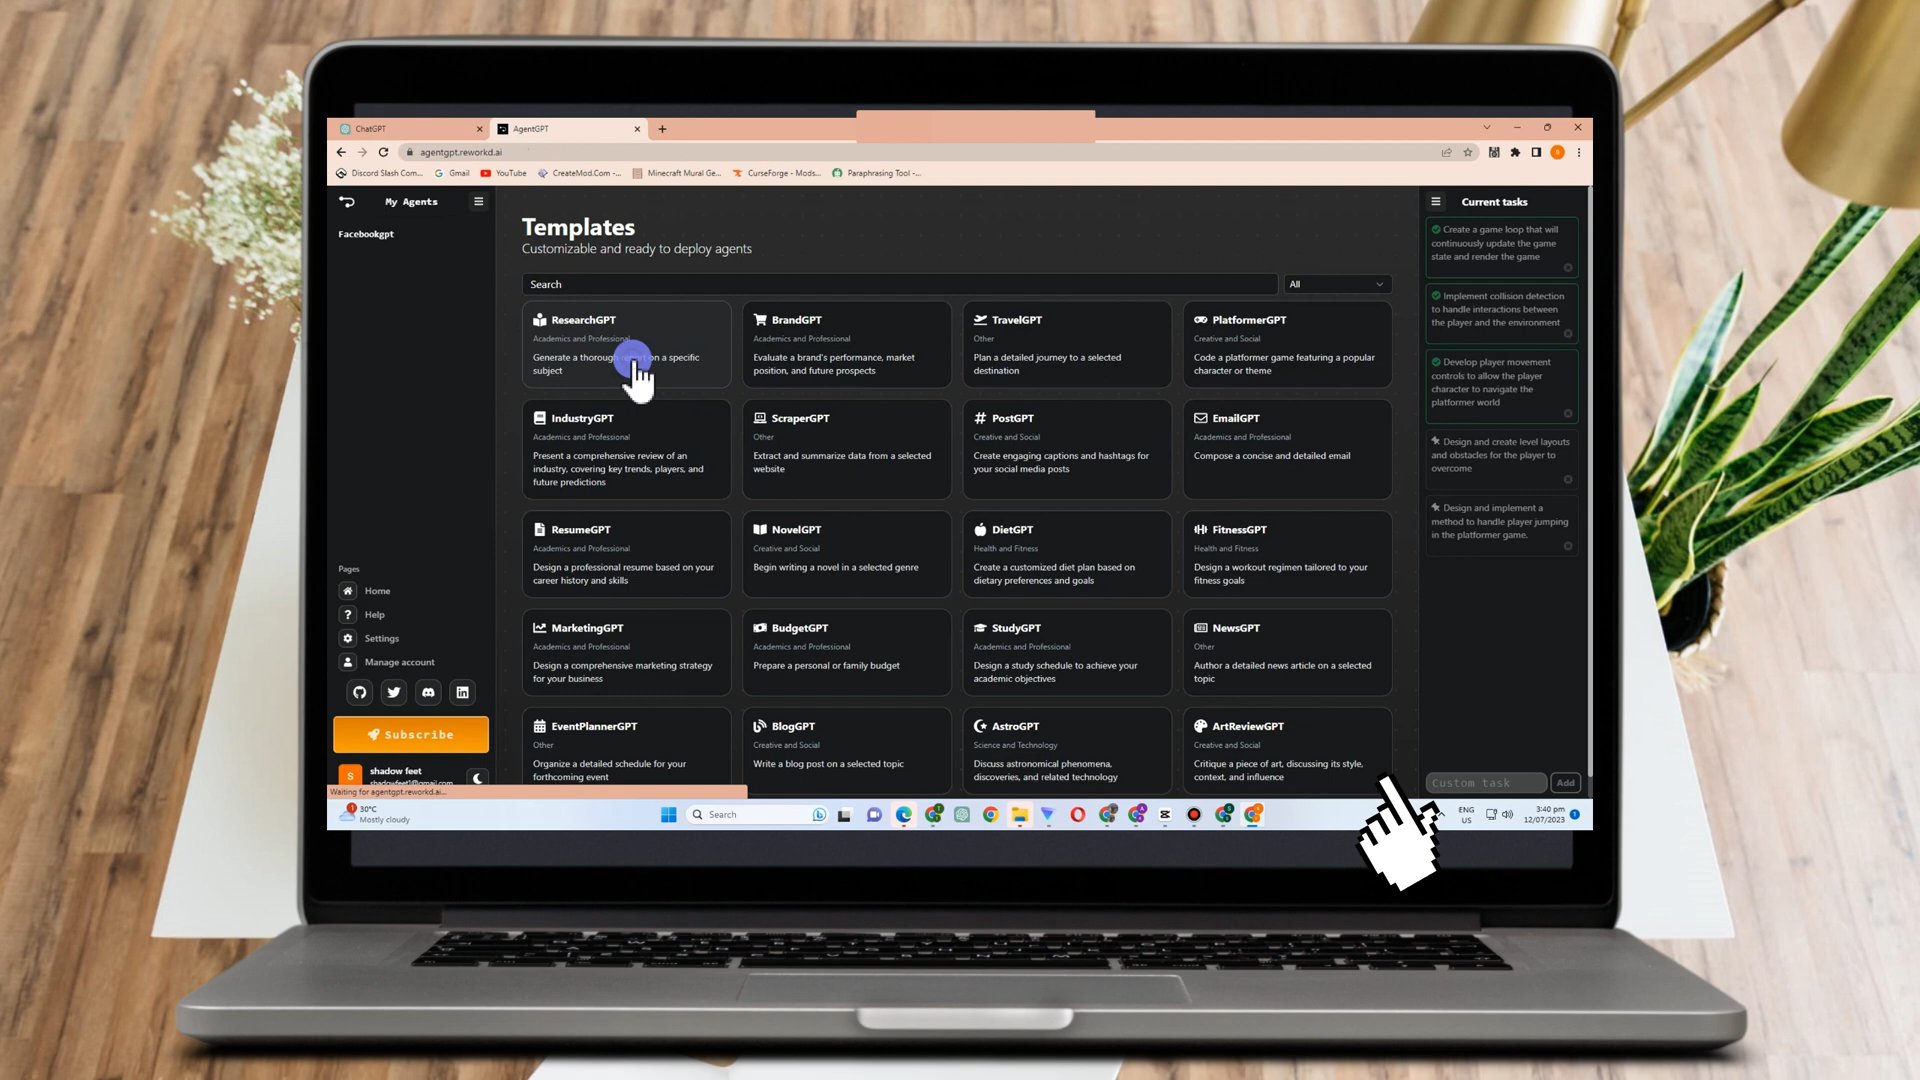 ChatGPT
AgentGPT
agentgpt.reworkd.ai
Discord Slash Com...
Gmail
YouTube
CreateMod.Com -...
Minecraft Mural Ge...
CurseForge - Mods...
Paraphrasing Tool -...
My Agents
Facebookgpt
Pages
Home
Help
Settings
Manage account
Subscribe
S
shadow feet
shadowfeet1@gmail.com
Waiting for agentgpt.reworkd.ai...
Templates
Customizable and ready to deploy agents
Search
All
ResearchGPT
Academics and Professional
Generate a thorough report on a specific
subject
BrandGPT
Academics and Professional
Evaluate a brand's performance, market
position, and future prospects
TravelGPT
Other
Plan a detailed journey to a selected
destination
PlatformerGPT
Creative and Social
Code a platformer game featuring a popular
character or theme
IndustryGPT
Academics and Professional
Present a comprehensive review of an
industry, covering key trends, players, and
future predictions
ScraperGPT
Other
Extract and summarize data from a selected
website
PostGPT
Creative and Social
Create engaging captions and hashtags for
your social media posts
EmailGPT
Academics and Professional
Compose a concise and detailed email
ResumeGPT
Academics and Professional
Design a professional resume based on your
career history and skills
NovelGPT
Creative and Social
Begin writing a novel in a selected genre
DietGPT
Health and Fitness
Create a customized diet plan based on
dietary preferences and goals
FitnessGPT
Health and Fitness
Design a workout regimen tailored to your
fitness goals
MarketingGPT
Academics and Professional
Design a comprehensive marketing strategy
for your business
BudgetGPT
Academics and Professional
Prepare a personal or family budget
StudyGPT
Academics and Professional
Design a study schedule to achieve your
academic objectives
NewsGPT
Other
Author a detailed news article on a selected
topic
EventPlannerGPT
Other
Organize a detailed schedule for your
forthcoming event
BlogGPT
Creative and Social
Write a blog post on a selected topic
AstroGPT
Science and Technology
Discuss astronomical phenomena,
discoveries, and related technology
ArtReviewGPT
Creative and Social
Critique a piece of art, discussing its style,
context, and influence
Current tasks
Create a game loop that will
continuously update the game
state and render the game
Implement collision detection
to handle interactions between
the player and the environment
Develop player movement
controls to allow the player
character to navigate the
platformer world
Design and create level layouts
and obstacles for the player to
overcome
Design and implement a
method to handle player jumping
in the platformer game.
Custom task
Add
1
30°C
Mostly cloudy
Search
ENG
US
3:40 pm
12/07/2023
1